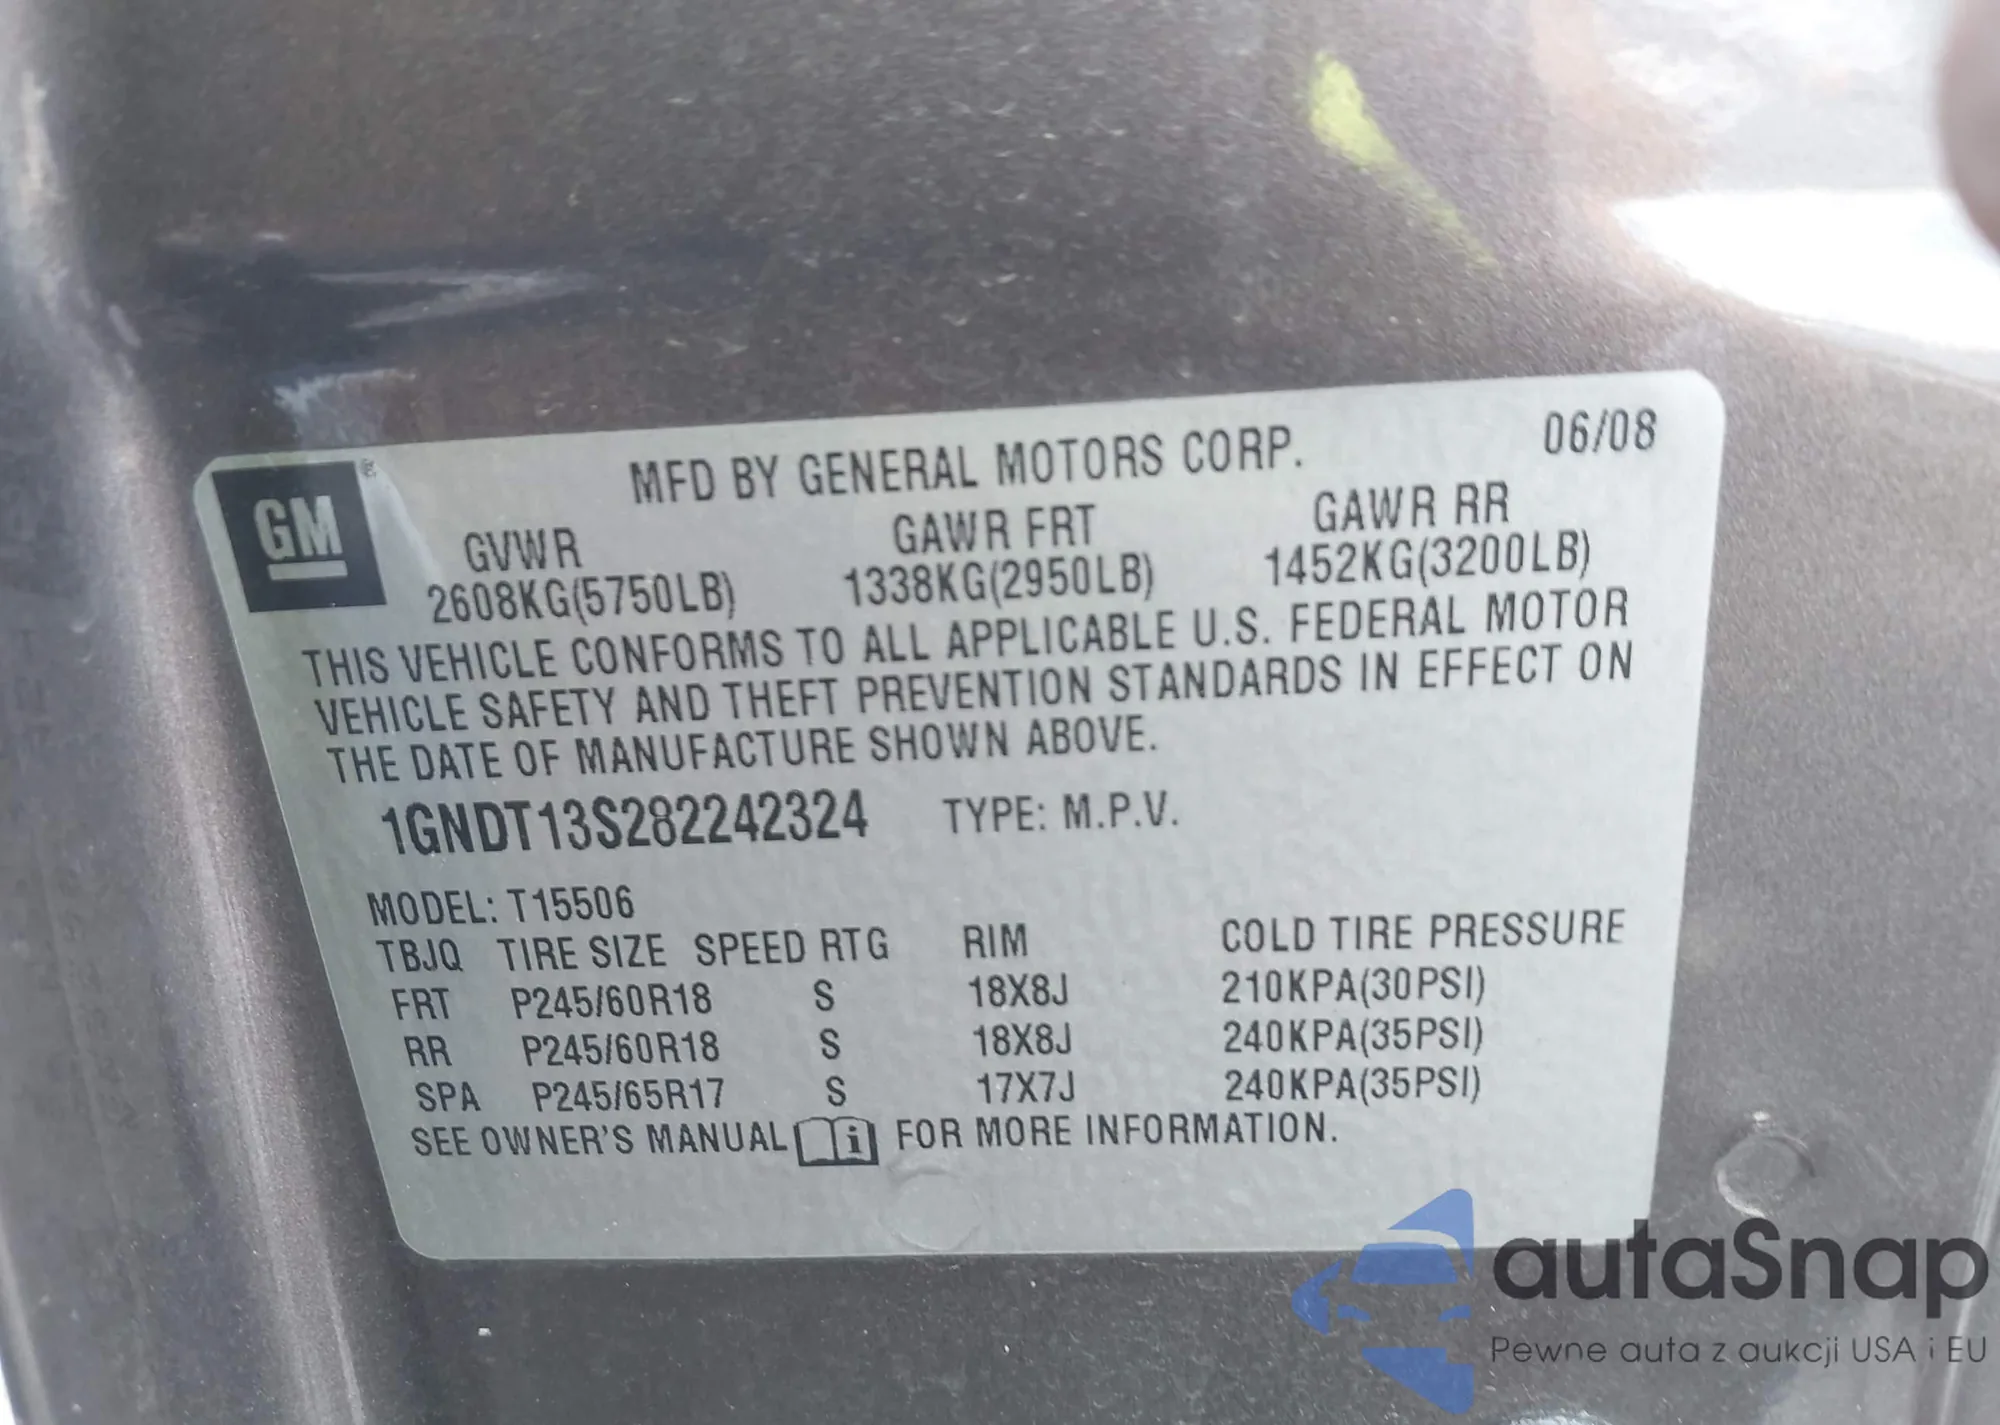 MFD BY GENERAL MOTORS CORP. 06/08
GM
GVWR GAWR FRT GAWR RR
2608KG(5750LB) 1338KG(2950LB) 1452KG(3200LB)
THIS VEHICLE CONFORMS TO ALL APPLICABLE U.S. FEDERAL MOTOR
VEHICLE SAFETY AND THEFT PREVENTION STANDARDS IN EFFECT ON
THE DATE OF MANUFACTURE SHOWN ABOVE.
1GNDT13S282242324 TYPE: M.P.V.
MODEL: T15506
TBJQ TIRE SIZE SPEED RTG RIM COLD TIRE PRESSURE
FRT P245/60R18 S 18X8J 210KPA(30PSI)
RR P245/60R18 S 18X8J 240KPA(35PSI)
SPA P245/65R17 S 17X7J 240KPA(35PSI)
SEE OWNER'S MANUAL i FOR MORE INFORMATION.
autaSnap
Pewne auta z aukcji USA i EU